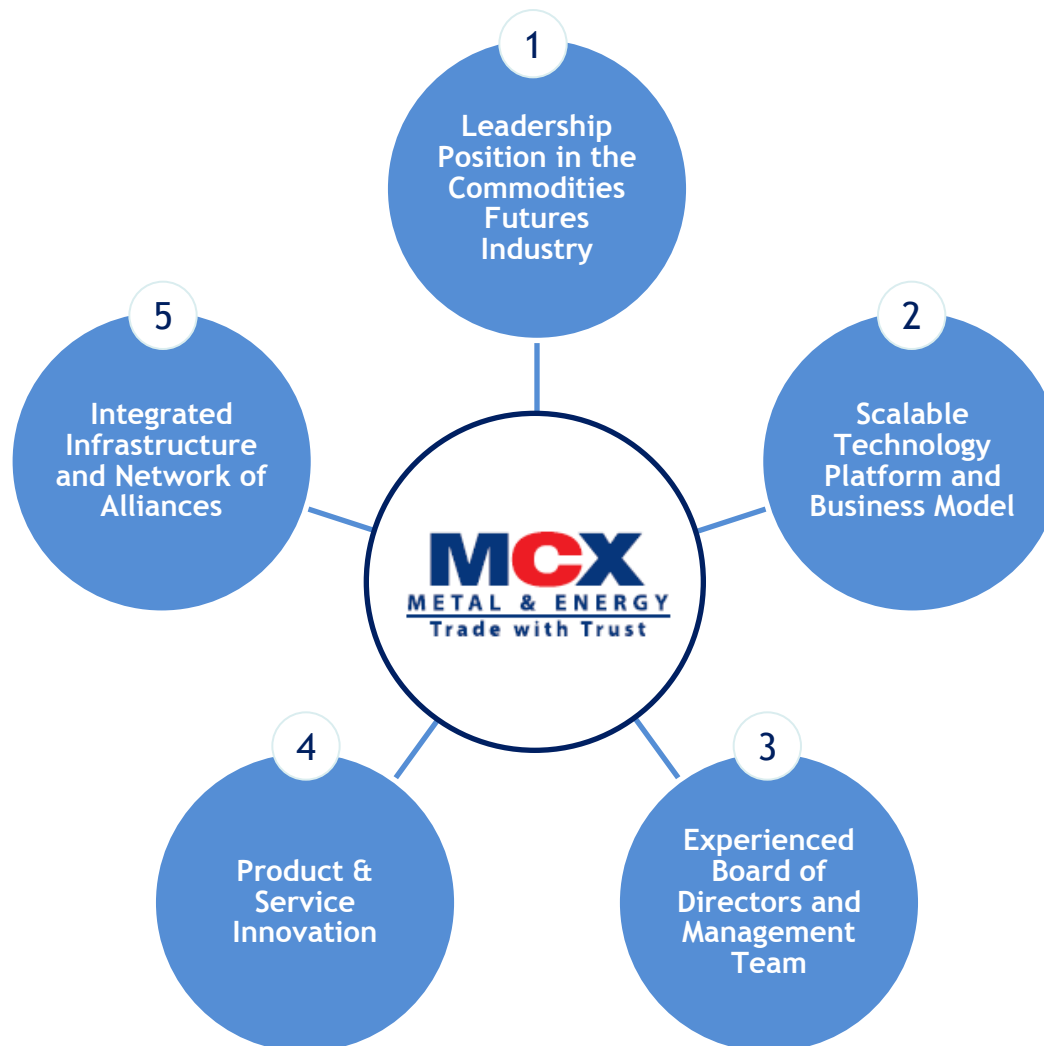 1
Leadership
Position in the
Commodities
Futures
Industry
2
Scalable
Technology
Platform and
Business Model
3
Experienced
Board of
Directors and
Management
Team
4
Product &
Service
Innovation
5
Integrated
Infrastructure
and Network of
Alliances
MCX
METAL & ENERGY
Trade with Trust